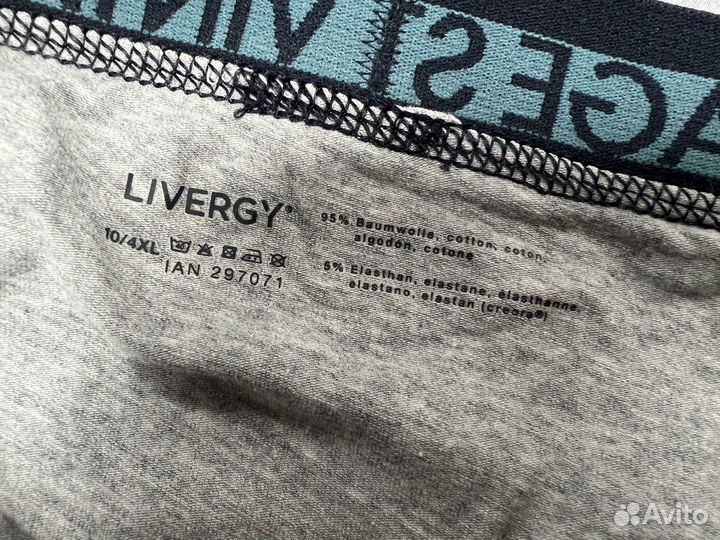 LIVERGY®
10/4XL
IAN 297071
95% Baumwolle, cotton, coton,
algodón, cotone
5% Elasthan, elastane, élasthanne,
elastano, elastan (creora®)
Avito